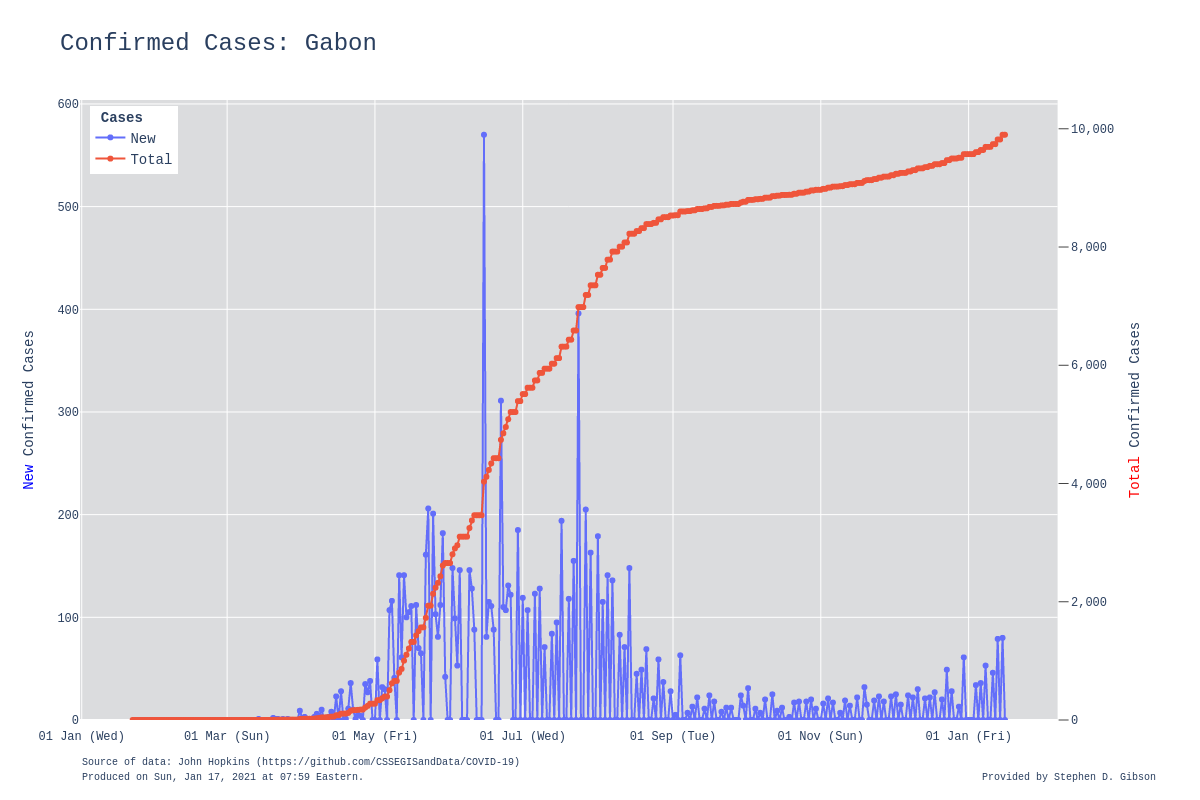 Confirmed Cases: Gabon
Cases
New
Total
600
500
400
300
200
100
0
10,000
8,000
6,000
4,000
2,000
0
New Confirmed Cases
Total Confirmed Cases
01 Jan (Wed) 01 Mar (Sun) 01 May (Fri) 01 Jul (Wed) 01 Sep (Tue) 01 Nov (Sun) 01 Jan (Fri)
Source of data: John Hopkins (https://github.com/CSSEGISandData/COVID-19)
Produced on Sun, Jan 17, 2021 at 07:59 Eastern.
Provided by Stephen D. Gibson